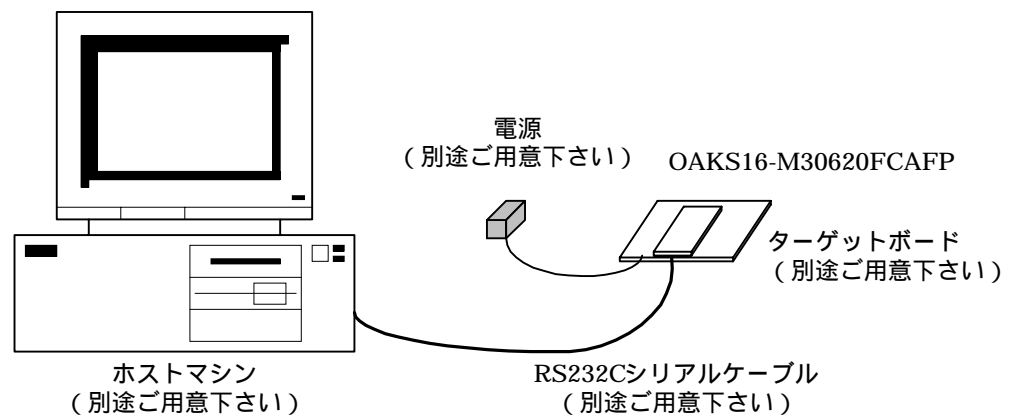 電源
(別途ご用意下さい)
OAKS16-M30620FCAFP
ターゲットボード
(別途ご用意下さい)
ホストマシン
(別途ご用意下さい)
RS232Cシリアルケーブル
(別途ご用意下さい)